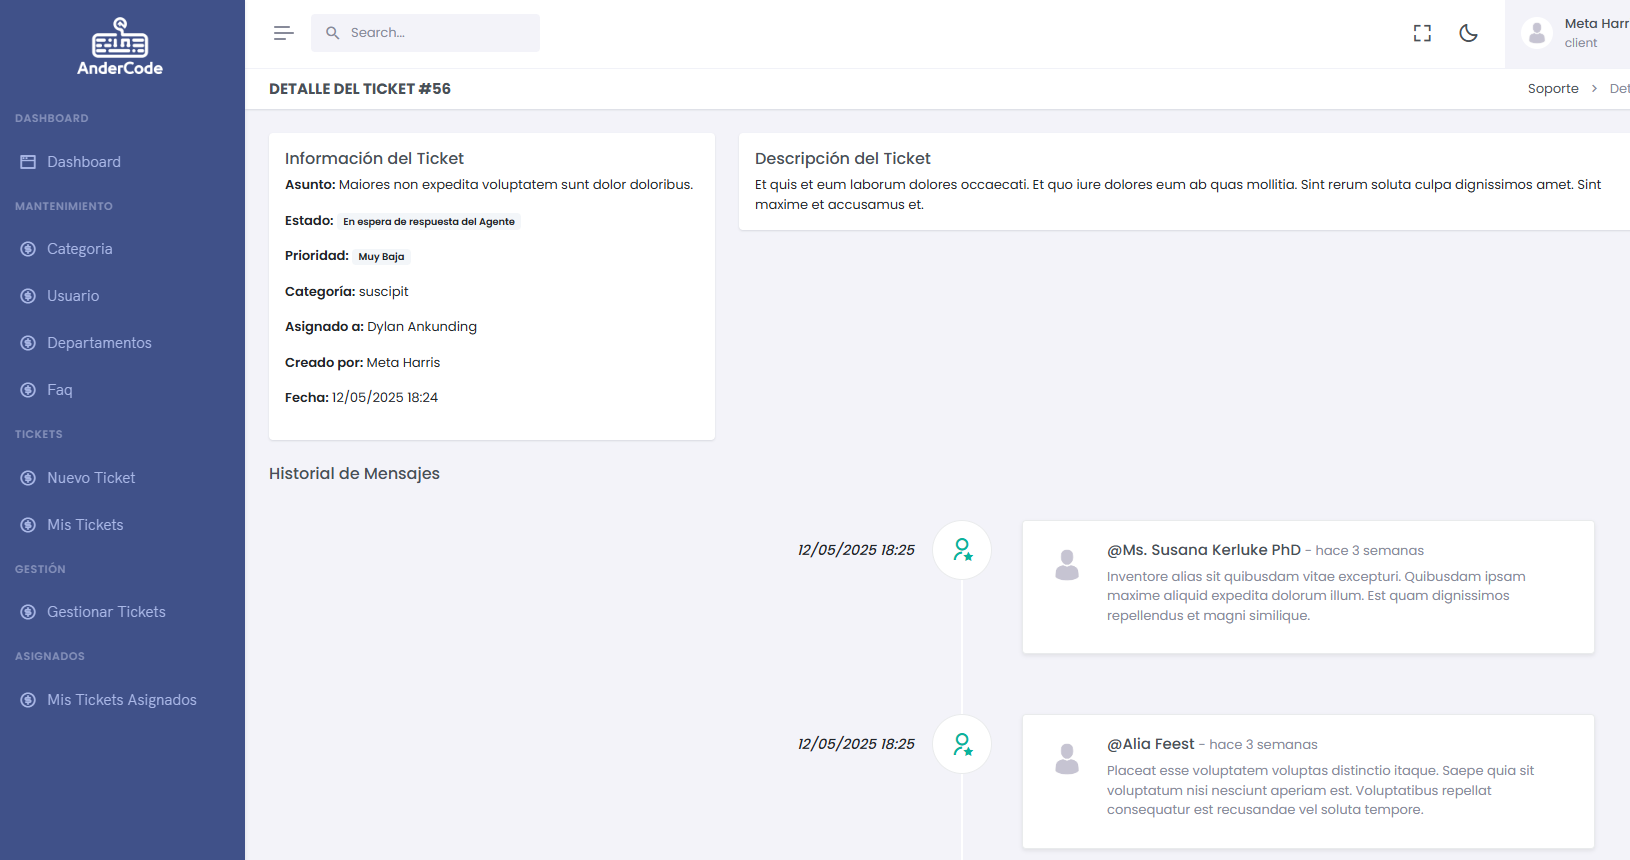 AnderCode
DASHBOARD
Dashboard
MANTENIMIENTO
Categoria
Usuario
Departamentos
Faq
TICKETS
Nuevo Ticket
Mis Tickets
GESTIÓN
Gestionar Tickets
ASIGNADOS
Mis Tickets Asignados
Search...
Meta Harr
client
DETALLE DEL TICKET #56
Soporte > Det
Información del Ticket
Asunto: Maiores non expedita voluptatem sunt dolor doloribus.
Estado: En espera de respuesta del Agente
Prioridad: Muy Baja
Categoría: suscipit
Asignado a: Dylan Ankunding
Creado por: Meta Harris
Fecha: 12/05/2025 18:24
Descripción del Ticket
Et quis et eum laborum dolores occaecati. Et quo iure dolores eum ab quas mollitia. Sint rerum soluta culpa dignissimos amet. Sint
maxime et accusamus et.
Historial de Mensajes
12/05/2025 18:25
@Ms. Susana Kerluke PhD - hace 3 semanas
Inventore alias sit quibusdam vitae excepturi. Quibusdam ipsam
maxime aliquid expedita dolorum illum. Est quam dignissimos
repellendus et magni similique.
12/05/2025 18:25
@Alia Feest - hace 3 semanas
Placeat esse voluptatem voluptas distinctio itaque. Saepe quia sit
voluptatum nisi nesciunt aperiam est. Voluptatibus repellat
consequatur est recusandae vel soluta tempore.